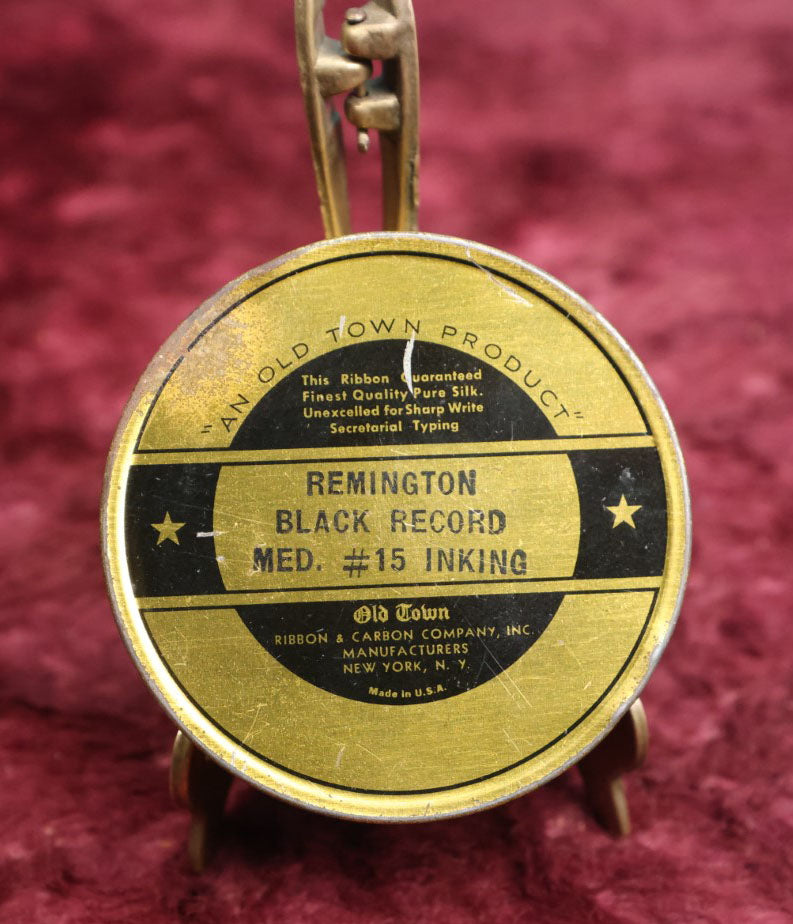 "AN OLD TOWN PRODUCT"
This Ribbon Guaranteed
Finest Quality Pure Silk.
Unexcelled for Sharp Write
Secretarial Typing
REMINGTON
BLACK RECORD
MED. #15 INKING
Old Town
RIBBON & CARBON COMPANY, INC.
MANUFACTURERS
NEW YORK, N. Y.
Made in U.S.A.